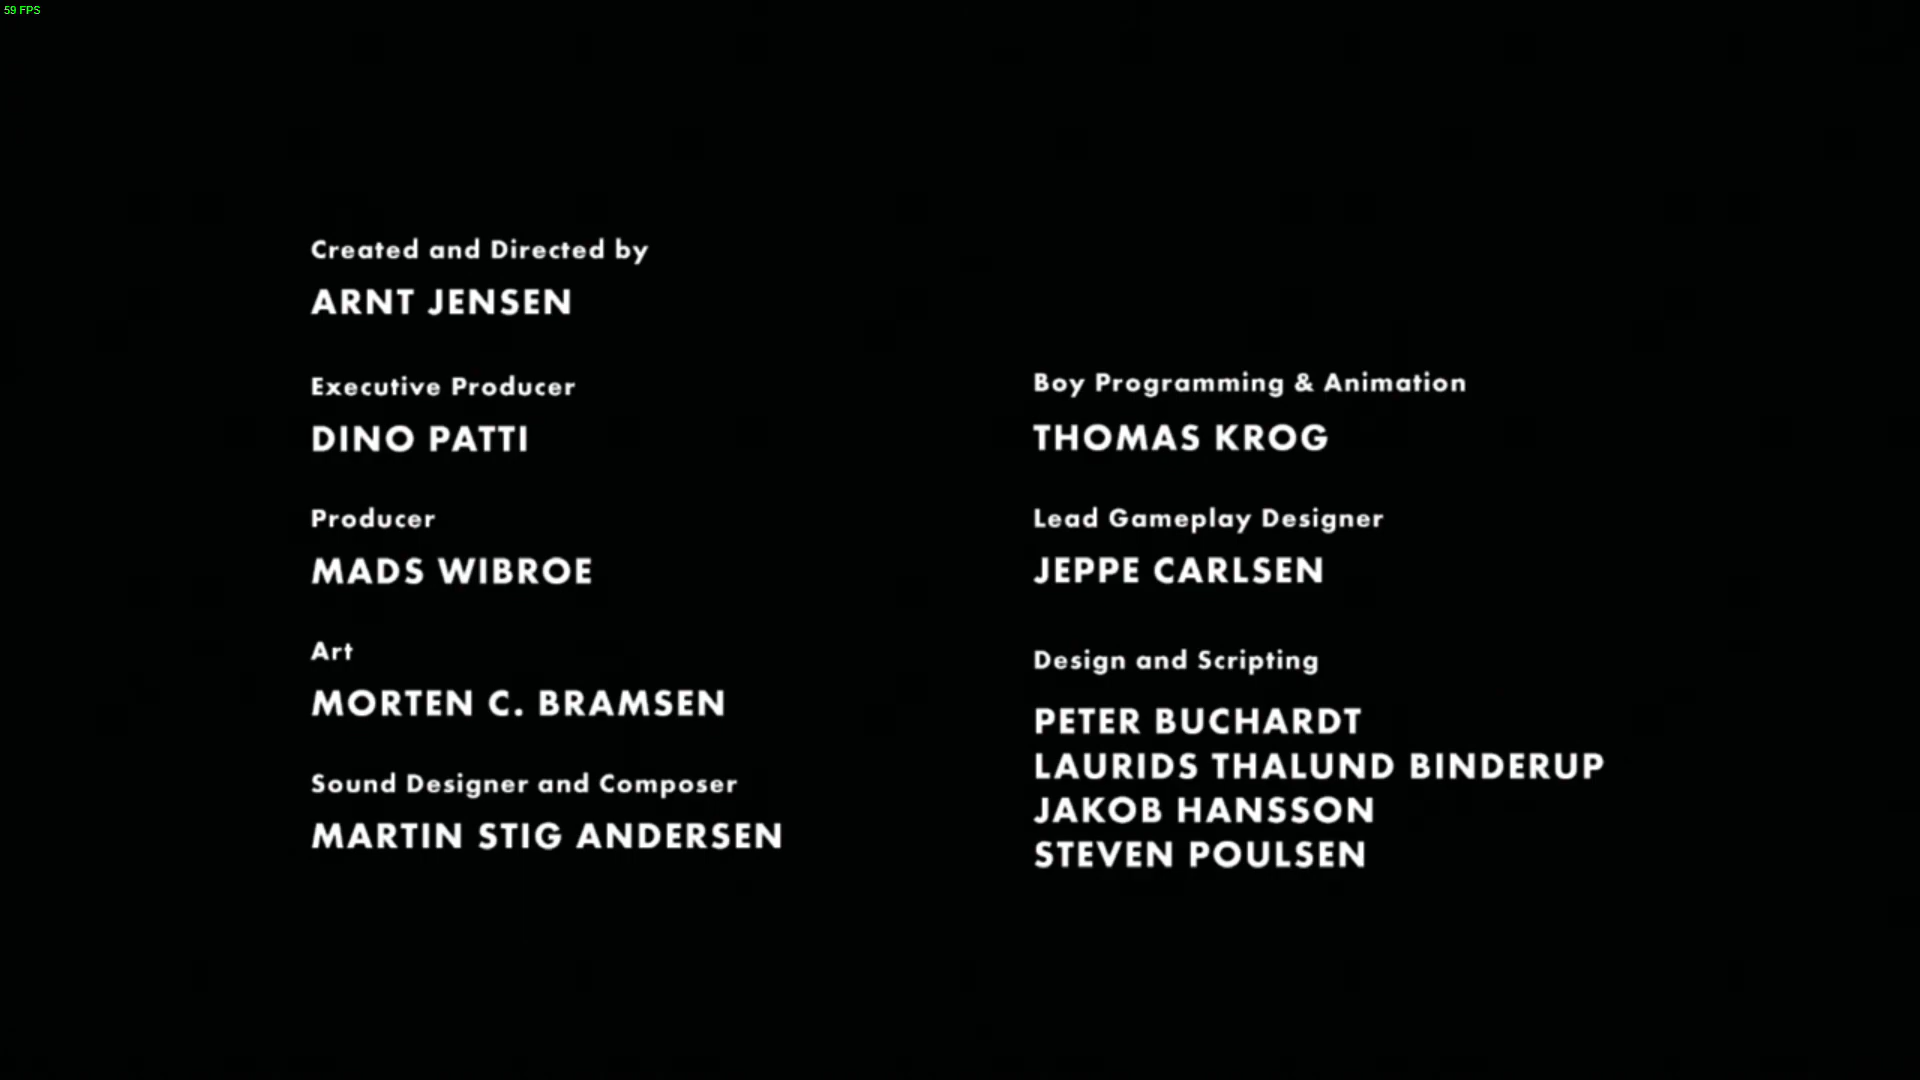 59 FPS
Created and Directed by
ARNT JENSEN
Executive Producer
DINO PATTI
Producer
MADS WIBROE
Art
MORTEN C. BRAMSEN
Sound Designer and Composer
MARTIN STIG ANDERSEN
Boy Programming & Animation
THOMAS KROG
Lead Gameplay Designer
JEPPE CARLSEN
Design and Scripting
PETER BUCHARDT
LAURIDS THALUND BINDERUP
JAKOB HANSSON
STEVEN POULSEN